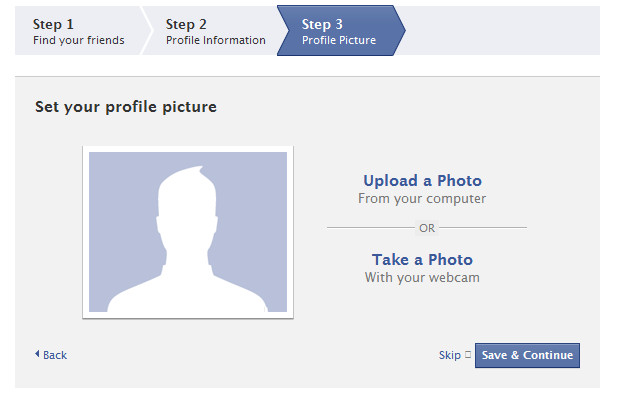 Step 1
Find your friends
Step 2
Profile Information
Step 3
Profile Picture
Set your profile picture
Upload a Photo
From your computer
OR
Take a Photo
With your webcam
Back
Skip
Save & Continue